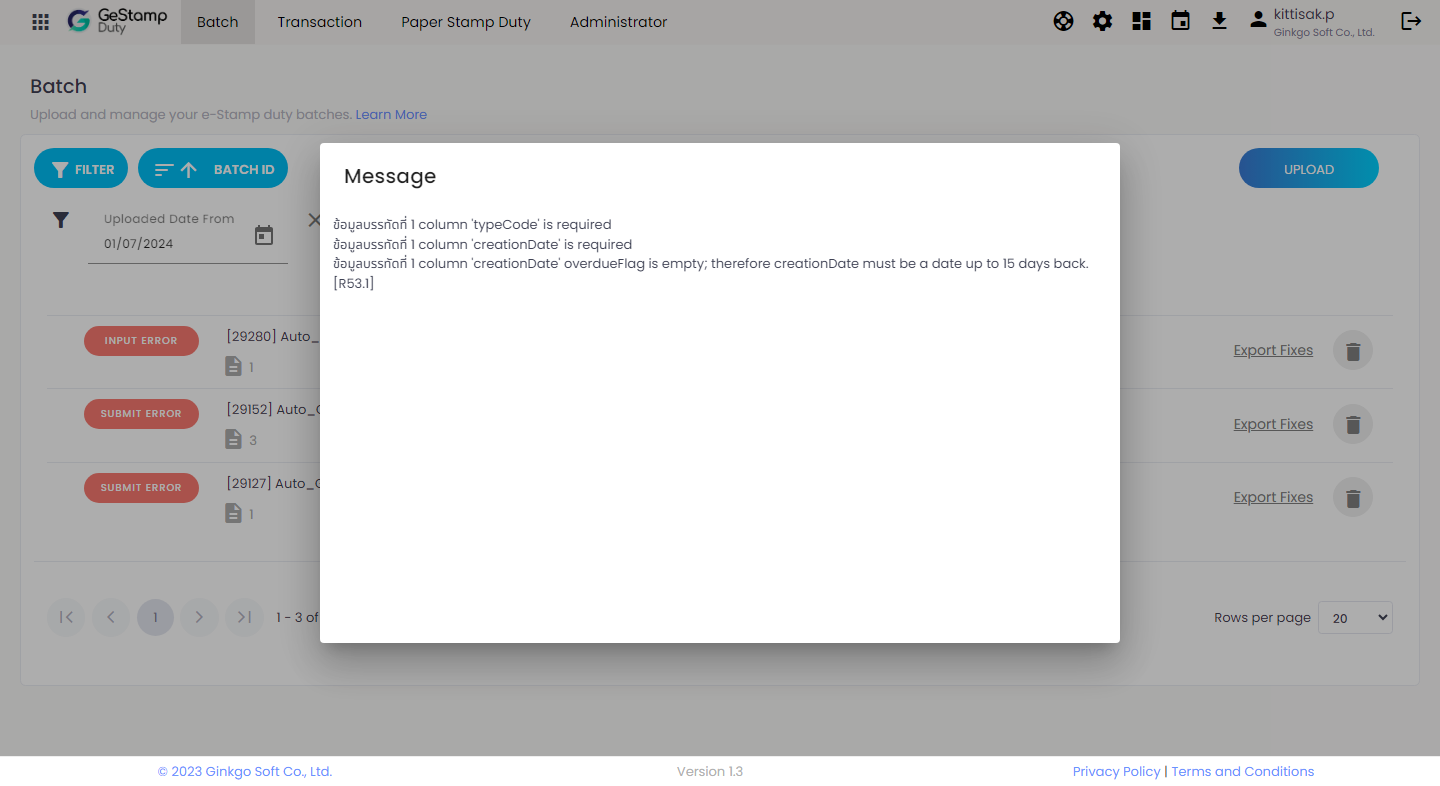 GeStamp
Duty
Batch
Transaction
Paper Stamp Duty
Administrator
kittisak.p
Ginkgo Soft Co., Ltd.
Batch
Upload and manage your e-Stamp duty batches. Learn More
FILTER
BATCH ID
UPLOAD
Message
Uploaded Date From
01/07/2024
ข้อมูลบรรทัดที่ 1 column 'typeCode' is required
ข้อมูลบรรทัดที่ 1 column 'creationDate' is required
ข้อมูลบรรทัดที่ 1 column 'creationDate' overdueFlag is empty; therefore creationDate must be a date up to 15 days back.
[R53.1]
INPUT ERROR
[29280] Auto_
1
Export Fixes
SUBMIT ERROR
[29152] Auto_
3
Export Fixes
SUBMIT ERROR
[29127] Auto_
1
Export Fixes
1
1 - 3 of
Rows per page
20
© 2023 Ginkgo Soft Co., Ltd.
Version 1.3
Privacy Policy | Terms and Conditions